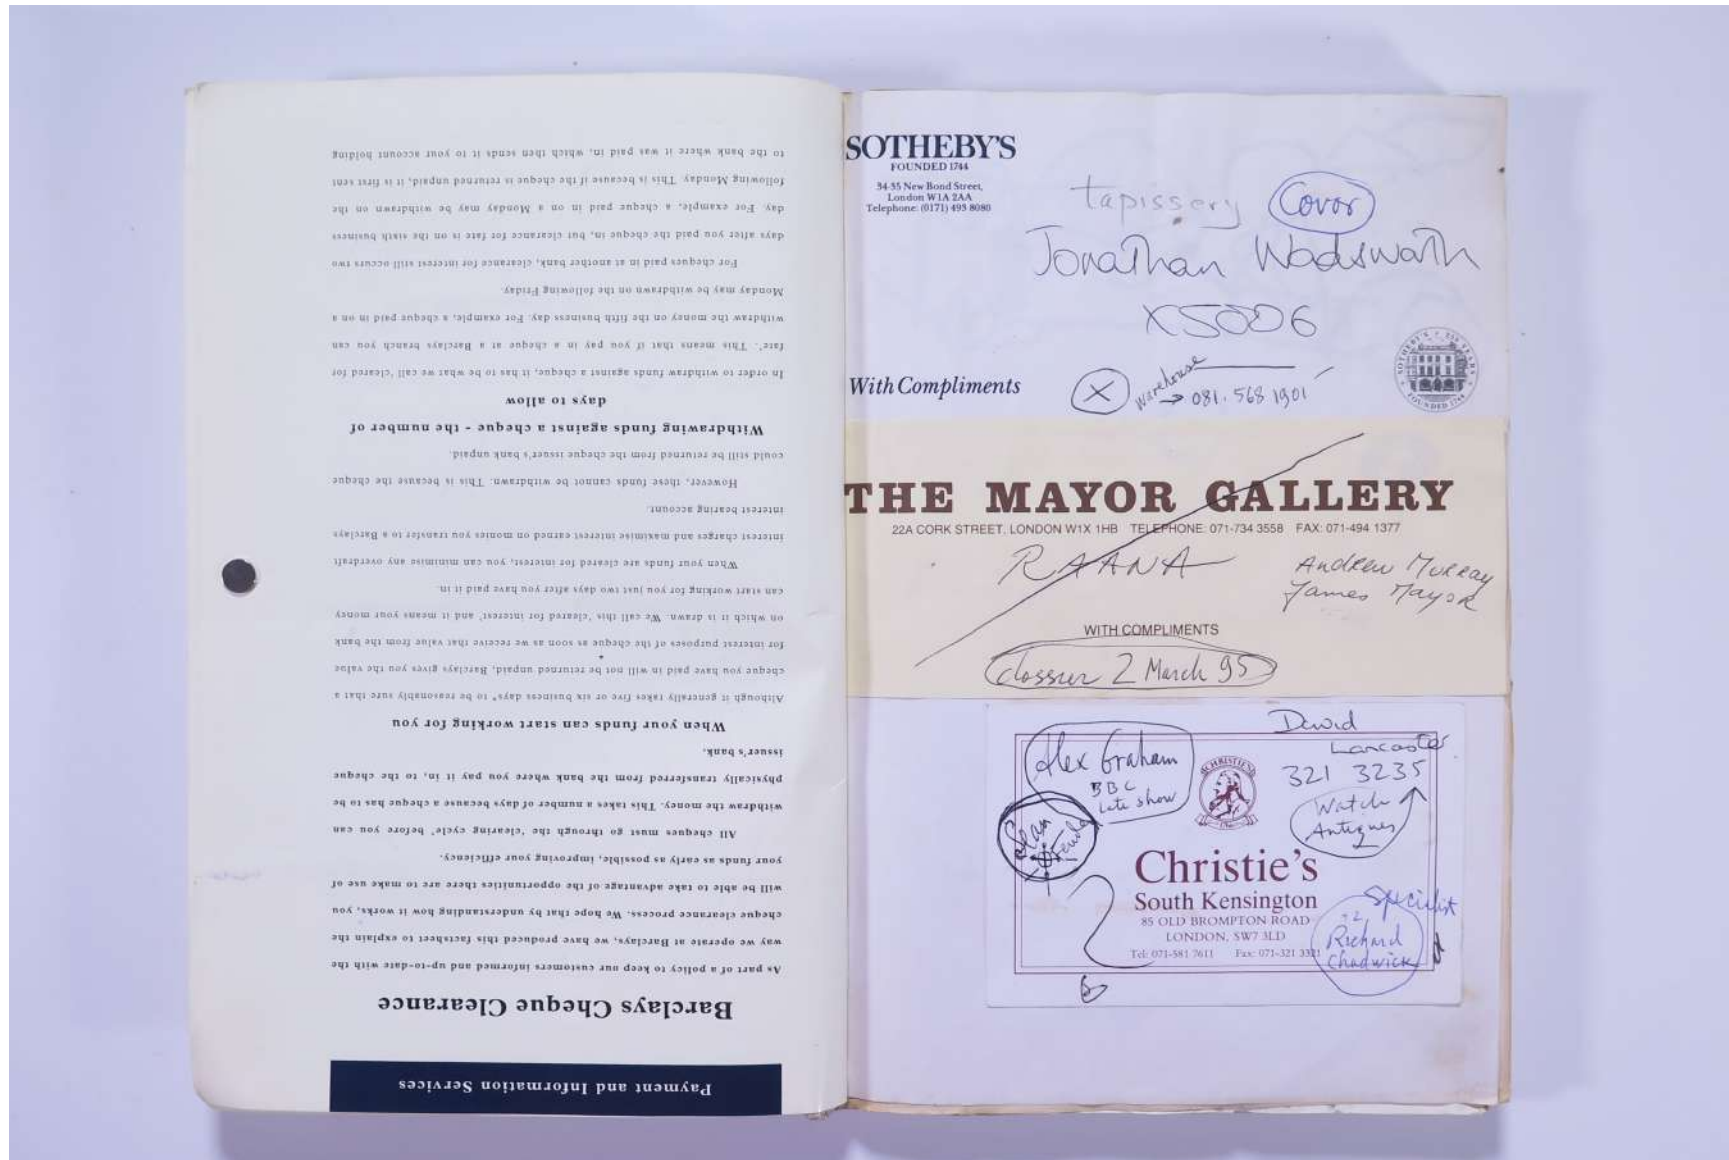 Payment and Information Services
Barclays Cheque Clearance
As part of a policy to keep our customers informed and up-to-date with the
way we operate at Barclays, we have produced this factsheet to explain the
cheque clearance process. We hope that by understanding how it works, you
will be able to take advantage of the opportunities there are to make use of
your funds as early as possible, improving your efficiency.
All cheques must go through the 'clearing cycle' before you can
withdraw the money. This takes a number of days because a cheque has to be
physically transferred from the bank where you pay it in, to the cheque
issuer's bank.
When your funds can start working for you
Although it generally takes five or six business days* to be reasonably sure that a
cheque you have paid in will not be returned unpaid, Barclays gives you the value
for interest purposes of the cheque as soon as we receive that value from the bank
on which it is drawn. We call this 'cleared for interest' and it means your money
can start working for you just two days after you have paid it in.
When your funds are cleared for interest, you can minimise any overdraft
interest charges and maximise interest earned on monies you transfer to a Barclays
interest bearing account.
However, these funds cannot be withdrawn. This is because the cheque
could still be returned from the cheque issuer's bank unpaid.
Withdrawing funds against a cheque - the number of
days to allow
In order to withdraw funds against a cheque, it has to be what we call 'cleared for
fate'. This means that if you pay in a cheque at a Barclays branch you can
withdraw the money on the fifth business day. For example, a cheque paid in on a
Monday may be withdrawn on the following Friday.
For cheques paid in at another bank, clearance for interest still occurs two
days after you paid the cheque in, but clearance for fate is on the sixth business
day. For example, a cheque paid in on a Monday may be withdrawn on the
following Monday. This is because if the cheque is returned unpaid, it is first sent
to the bank where it was paid in, which then sends it to your account holding
SOTHEBY'S
FOUNDED 1744
34-35 New Bond Street,
London W1A 2AA
Telephone: (0171) 493 8080
tapissery Covor
Jonathan Wadswath
X5006
With Compliments
X warehouse
→ 081. 568 1901
SOTHEBY'S 250 YEARS
FOUNDED 1744
THE MAYOR GALLERY
22A CORK STREET, LONDON W1X 1HB TELEPHONE: 071-734 3558 FAX: 071-494 1377
RAANA
Andrew Murray
James Mayor
WITH COMPLIMENTS
2 March 95
David
Lancaster
321 3235
Watch
Antiques
Alex Graham
BBC
late show
Sean
CHRISTIE'S
Christie's
South Kensington
85 OLD BROMPTON ROAD
LONDON, SW7 3LD
Tel: 071-581 7611 Fax: 071-321 3321
Specialist
Richard
Chadwick